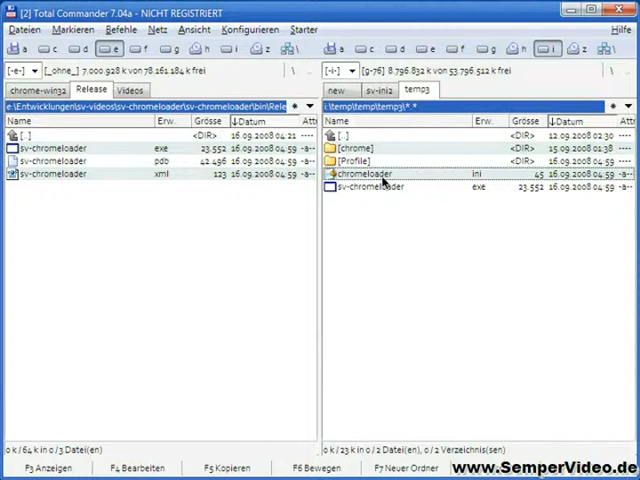 [2] Total Commander 7.04a - NICHT REGISTRIERT
Dateien Markieren Befehle Netz Ansicht Konfigurieren Starter Hilfe
a c d e f g h i z \ a c d e f g h i z \
[-e-] [_ohne_] 7.000.928 k von 78.161.184 k frei \ .. [-i-] [g-76] 8.796.832 k von 53.796.512 k frei \ ..
chrome-win32 Release Videos new sv-ini2 temp3
e:\Entwicklungen\sv-videos\sv-chromeloader\sv-chromeloader\bin\Rele * i:\temp\temp\temp3\*.* *
Name Erw. Grösse Datum Attr Name Erw. Grösse Datum Attr
[..] <DIR> 16.09.2008 04:21 [..] <DIR> 12.09.2008 02:30
sv-chromeloader exe 23.552 16.09.2008 04:59 -a-- [chrome] <DIR> 15.09.2008 01:38
sv-chromeloader pdb 42.496 16.09.2008 04:59 -a-- [Profile] <DIR> 16.09.2008 04:59
sv-chromeloader xml 123 16.09.2008 04:59 -a-- chromeloader ini 45 16.09.2008 04:59 -a--
sv-chromeloader exe 23.552 16.09.2008 04:59 -a--
0 k / 64 k in 0 / 3 Datei(en) 0 k / 23 k in 0 / 2 Datei(en), 0 / 2 Verzeichnis(sen)
F3 Anzeigen F4 Bearbeiten F5 Kopieren F6 Bewegen F7 Neuer Ordner
www.SemperVideo.de